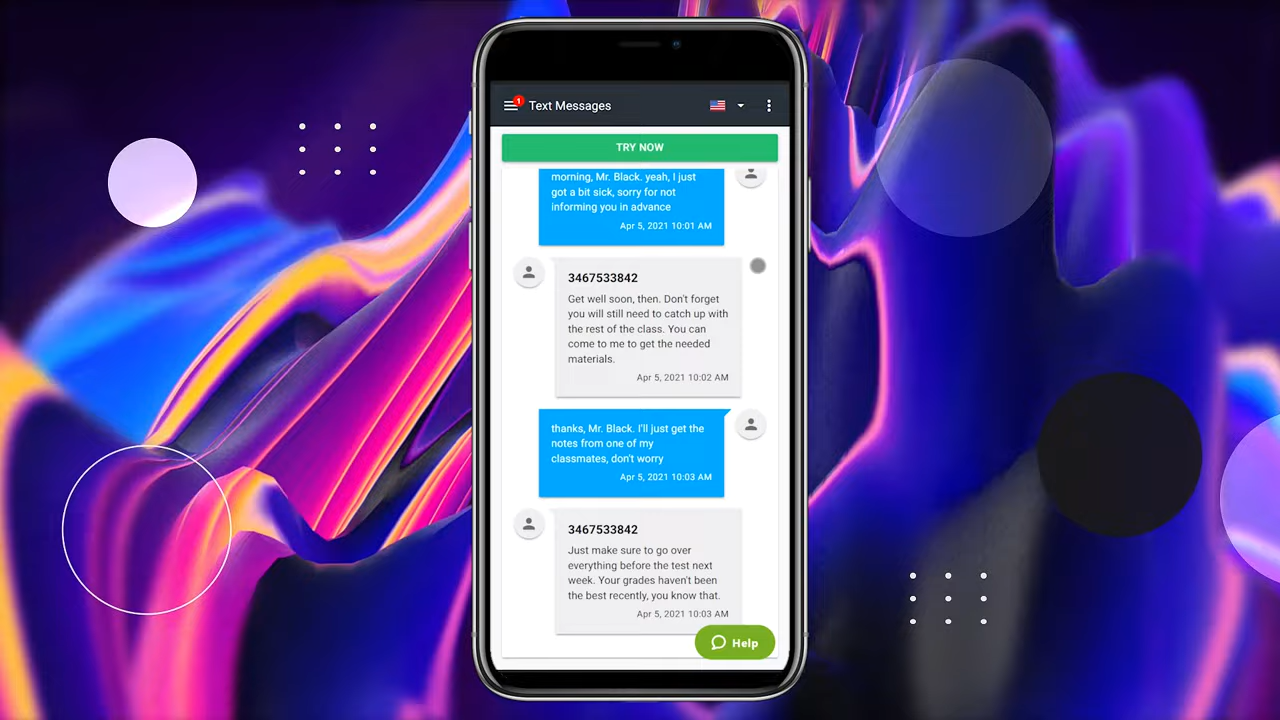 1
Text Messages
TRY NOW
morning, Mr. Black. yeah, I just
got a bit sick, sorry for not
informing you in advance
Apr 5, 2021 10:01 AM
3467533842
Get well soon, then. Don't forget
you will still need to catch up with
the rest of the class. You can
come to me to get the needed
materials.
Apr 5, 2021 10:02 AM
thanks, Mr. Black. I'll just get the
notes from one of my
classmates, don't worry
Apr 5, 2021 10:03 AM
3467533842
Just make sure to go over
everything before the test next
week. Your grades haven't been
the best recently, you know that.
Apr 5, 2021 10:03 AM
Help